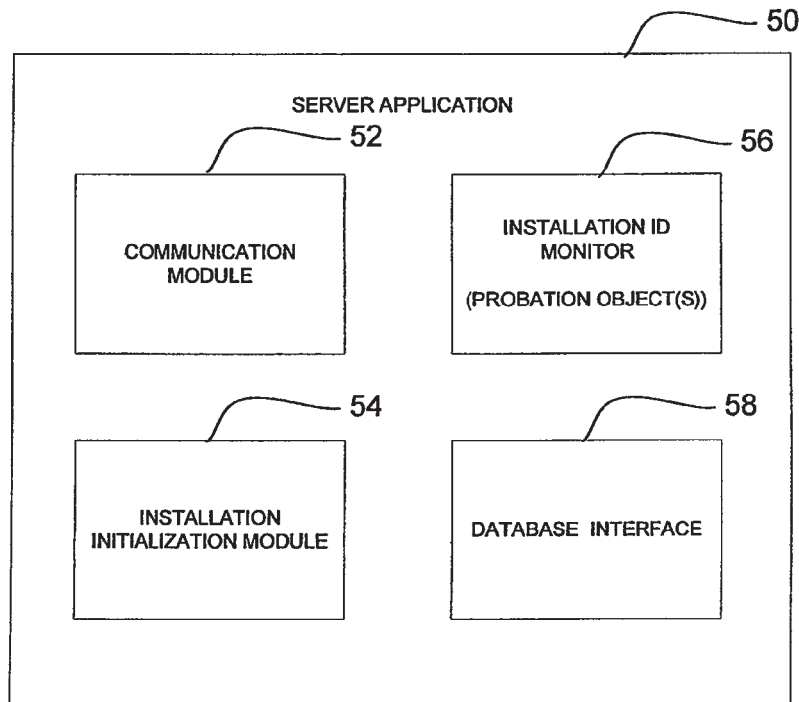 50
SERVER APPLICATION
52
56
COMMUNICATION
MODULE
INSTALLATION ID
MONITOR
(PROBATION OBJECT(S))
54
58
INSTALLATION
INITIALIZATION MODULE
DATABASE INTERFACE